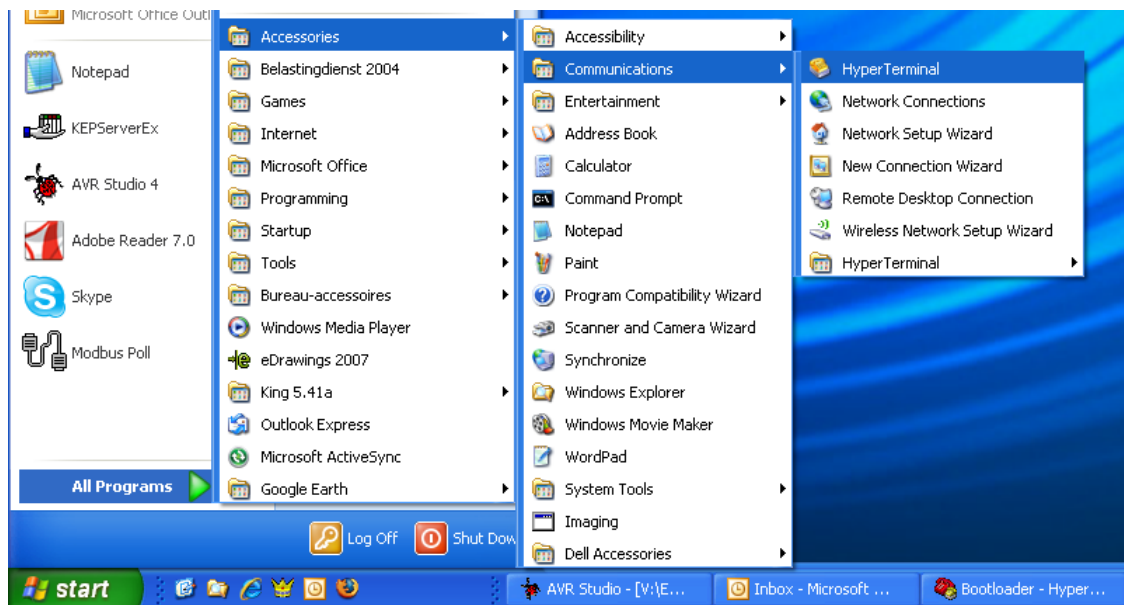 Microsoft Office Outl
Notepad
KEPServerEx
AVR Studio 4
Adobe Reader 7.0
Skype
Modbus Poll
All Programs
Accessories
Belastingdienst 2004
Games
Internet
Microsoft Office
Programming
Startup
Tools
Bureau-accessoires
Windows Media Player
eDrawings 2007
King 5.41a
Outlook Express
Microsoft ActiveSync
Google Earth
Accessibility
Communications
Entertainment
Address Book
Calculator
Command Prompt
Notepad
Paint
Program Compatibility Wizard
Scanner and Camera Wizard
Synchronize
Windows Explorer
Windows Movie Maker
WordPad
System Tools
Imaging
Dell Accessories
HyperTerminal
Network Connections
Network Setup Wizard
New Connection Wizard
Remote Desktop Connection
Wireless Network Setup Wizard
HyperTerminal
Log Off
Shut Dow
start
AVR Studio - [V:\E...
Inbox - Microsoft ...
Bootloader - Hyper...